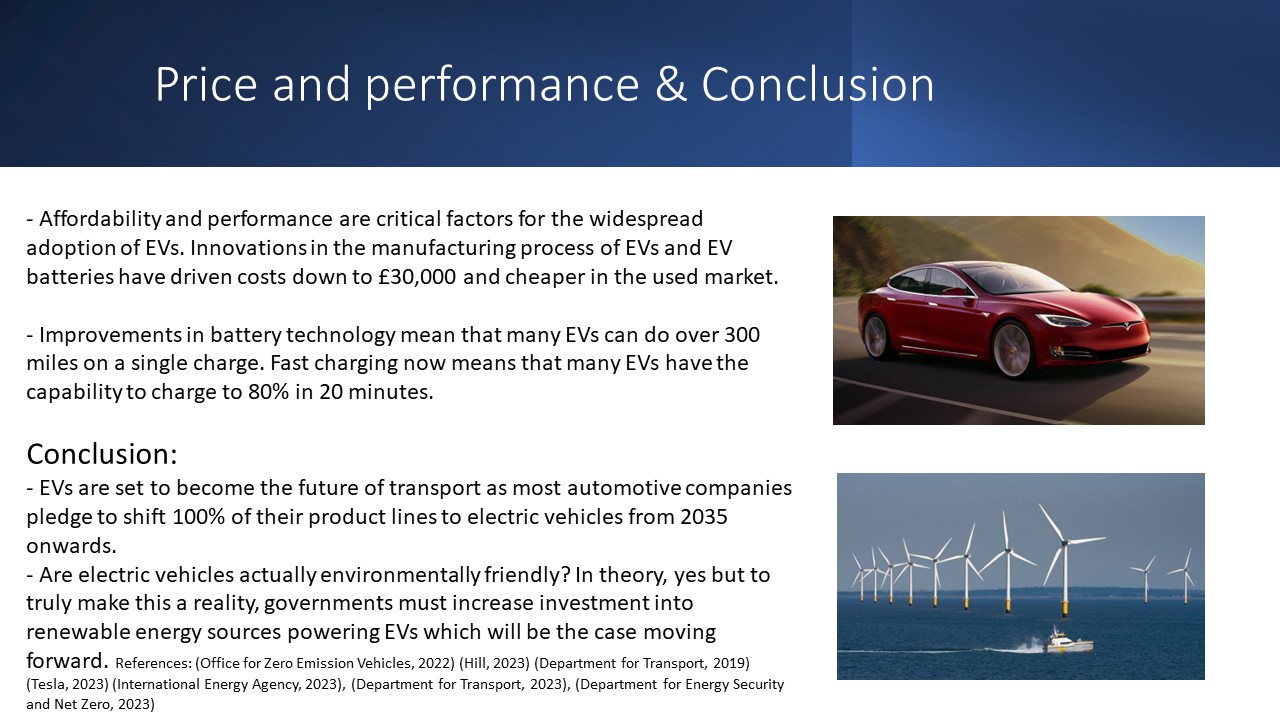 Price and performance & Conclusion
- Affordability and performance are critical factors for the widespread
adoption of EVs. Innovations in the manufacturing process of EVs and EV
batteries have driven costs down to £30,000 and cheaper in the used market.
- Improvements in battery technology mean that many EVs can do over 300
miles on a single charge. Fast charging now means that many EVs have the
capability to charge to 80% in 20 minutes.
Conclusion:
- EVs are set to become the future of transport as most automotive companies
pledge to shift 100% of their product lines to electric vehicles from 2035
onwards.
- Are electric vehicles actually environmentally friendly? In theory, yes but to
truly make this a reality, governments must increase investment into
renewable energy sources powering EVs which will be the case moving
forward. References: (Office for Zero Emission Vehicles, 2022) (Hill, 2023) (Department for Transport, 2019)
(Tesla, 2023) (International Energy Agency, 2023), (Department for Transport, 2023), (Department for Energy Security
and Net Zero, 2023)